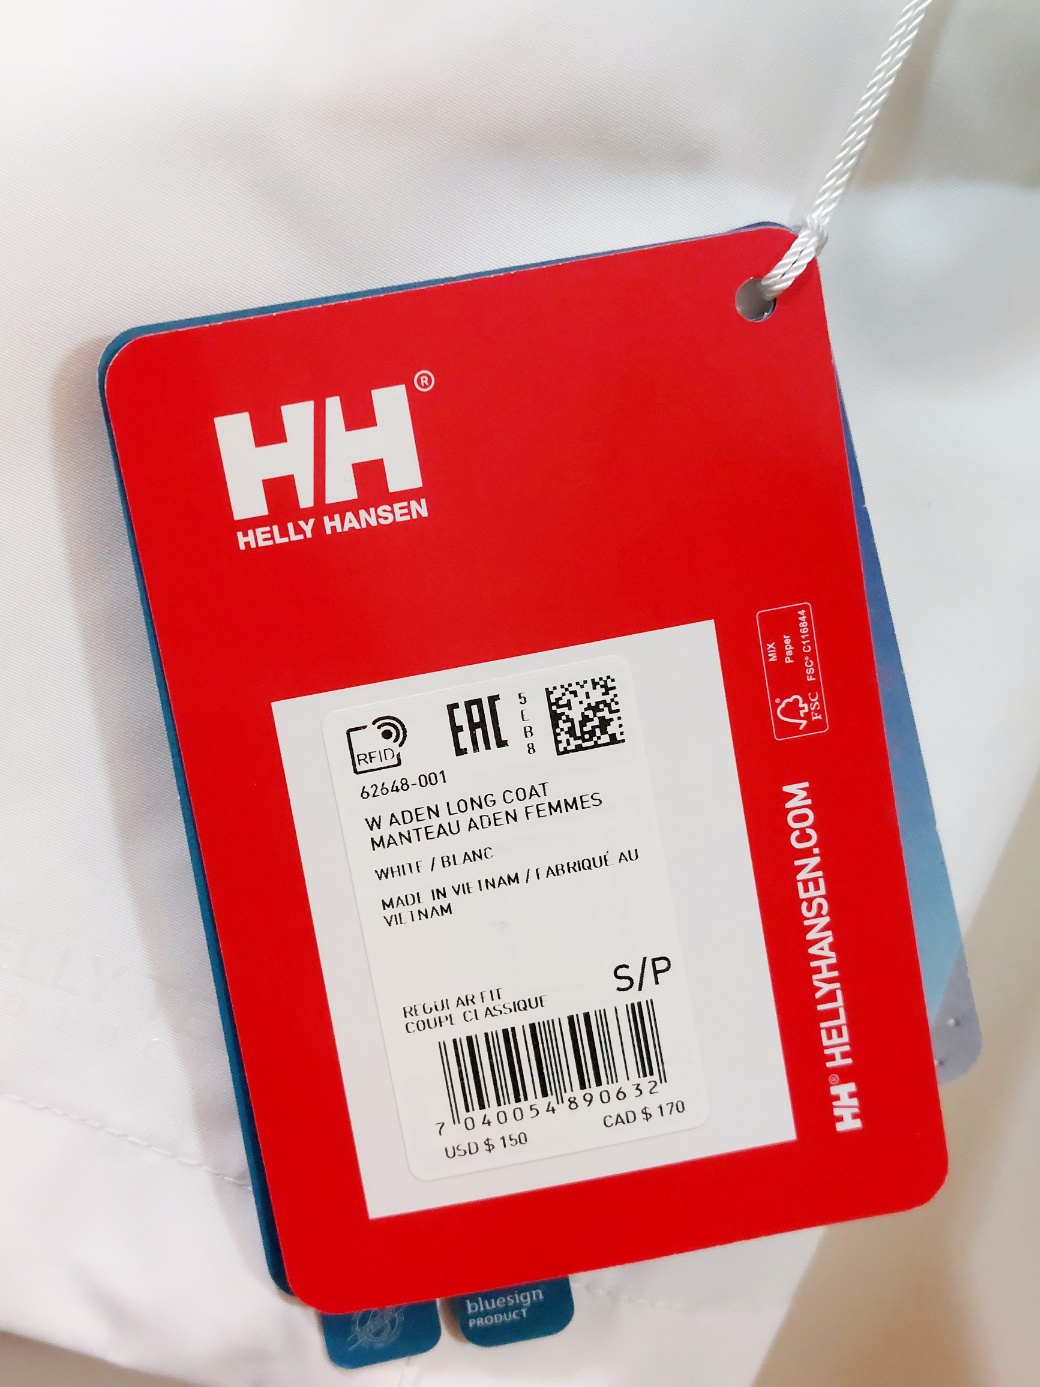 HH®
HELLY HANSEN
RFID
EAC
5
E
B
8
62648-001
W ADEN LONG COAT
MANTEAU ADEN FEMMES
WHITE / BLANC
MADE IN VIETNAM / FABRIQUÉ AU
VIETNAM
S/P
REGULAR FIT
COUPE CLASSIQUE
7 040054 890632
USD $ 150
CAD $ 170
MIX
Paper
FSC® C116844
FSC
HH® HELLYHANSEN.COM
bluesign
PRODUCT